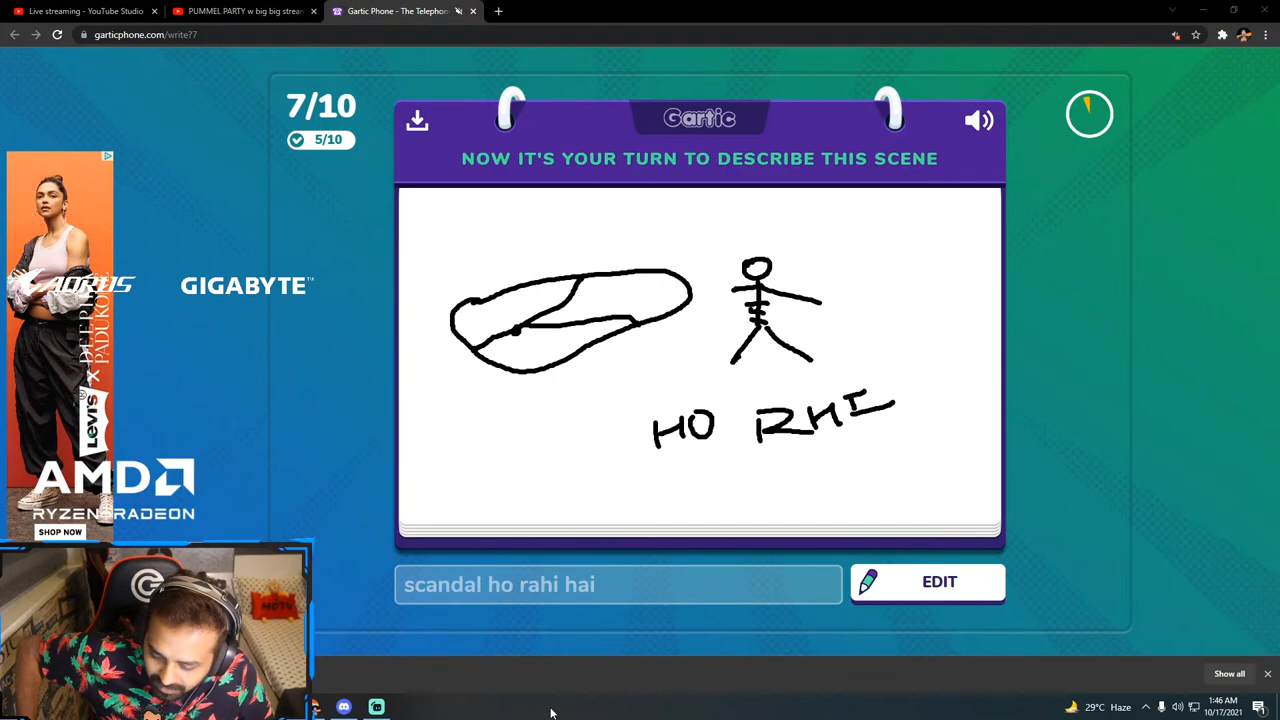 Live streaming - YouTube Studio
PUMMEL PARTY w big big strea
Gartic Phone - The Telephon
garticphone.com/write?7
7/10
5/10
Gartic
NOW IT'S YOUR TURN TO DESCRIBE THIS SCENE
HO RHI
scandal ho rahi hai
EDIT
AORUS
GIGABYTE™
DEEPIKA PADUKONE
Levi's X
AMD
RYZEN RADEON
SHOP NOW
Show all
29°C Haze
1:46 AM
10/17/2021